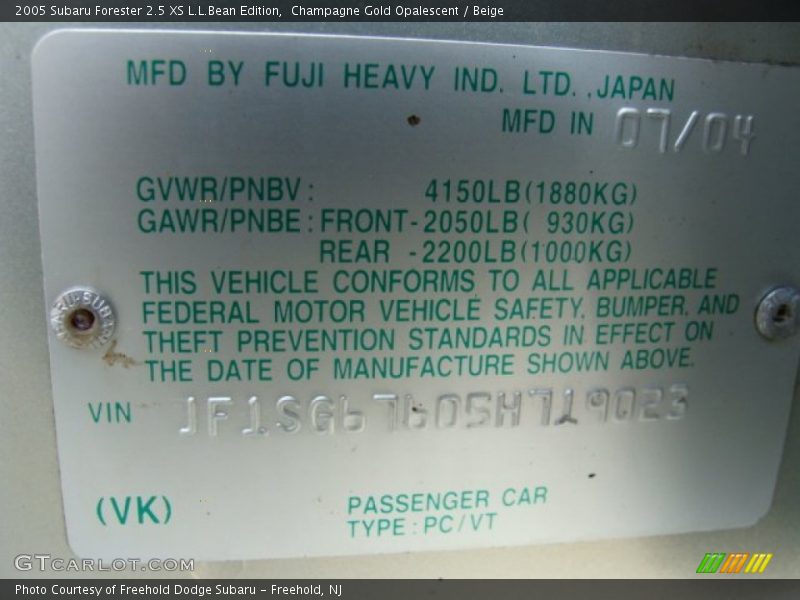 2005 Subaru Forester 2.5 XS L.L.Bean Edition,  Champagne Gold Opalescent / Beige
MFD BY FUJI HEAVY IND. LTD. ,JAPAN
MFD IN 07/04
GVWR/PNBV: 4150LB(1880KG)
GAWR/PNBE:FRONT-2050LB( 930KG)
REAR -2200LB(1000KG)
THIS VEHICLE CONFORMS TO ALL APPLICABLE
FEDERAL MOTOR VEHICLE SAFETY, BUMPER, AND
THEFT PREVENTION STANDARDS IN EFFECT ON
THE DATE OF MANUFACTURE SHOWN ABOVE.
VIN JF1SG67605H719023
(VK)
PASSENGER CAR
TYPE:PC/VT
GTCARLOT.COM
Photo Courtesy of Freehold Dodge Subaru – Freehold, NJ